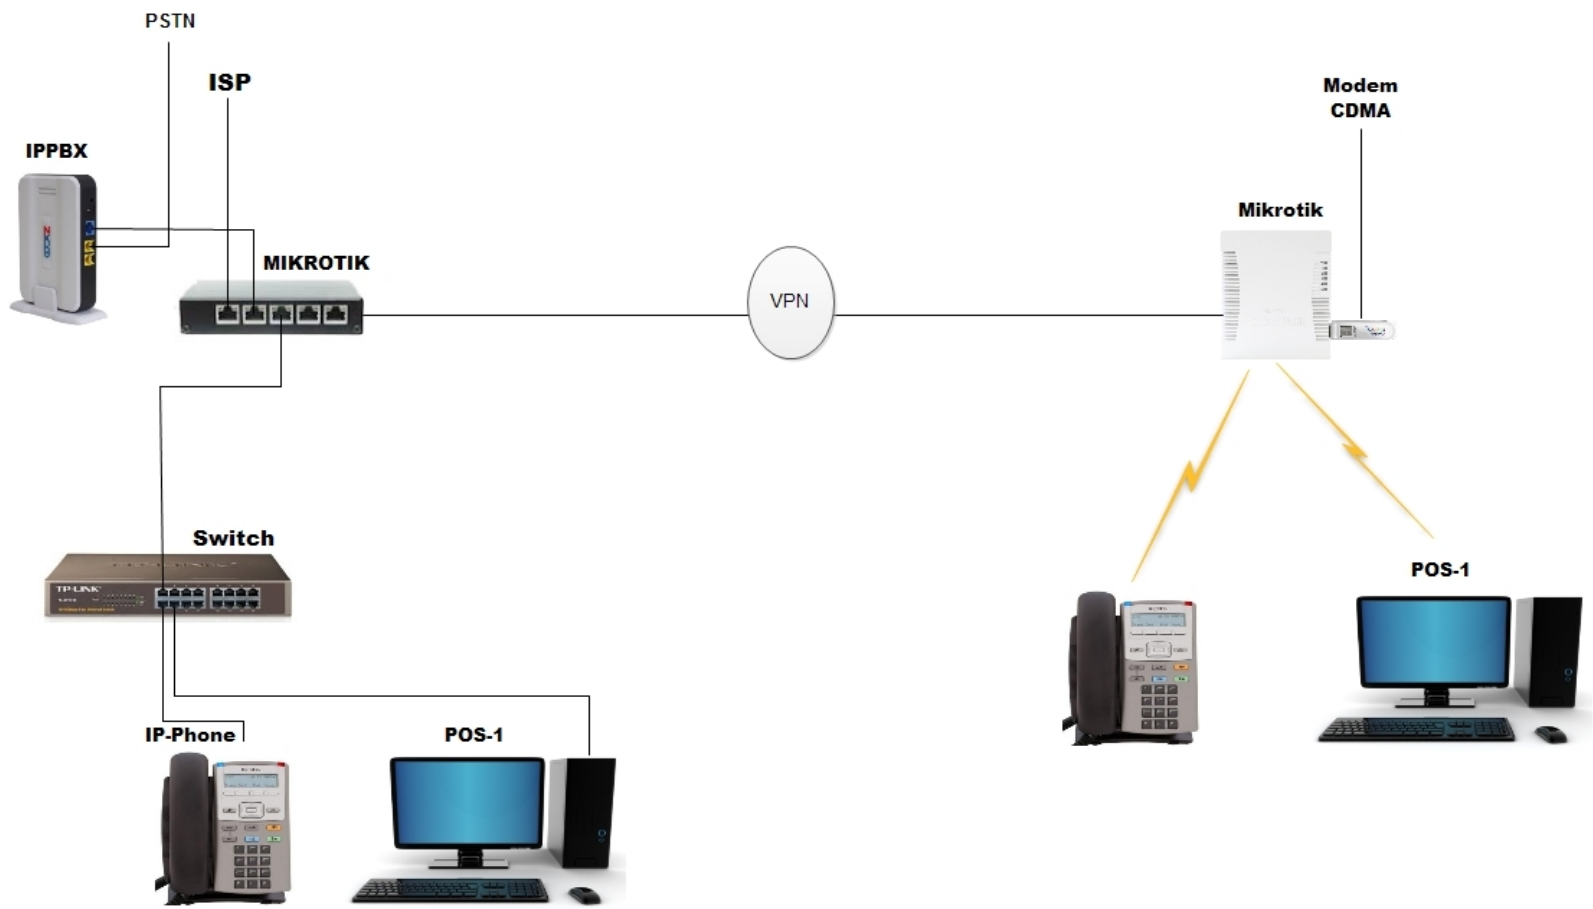 PSTN
ISP
Modem
CDMA
IPPBX
Mikrotik
MIKROTIK
VPN
Switch
TP-LINK
POS-1
IP-Phone
POS-1